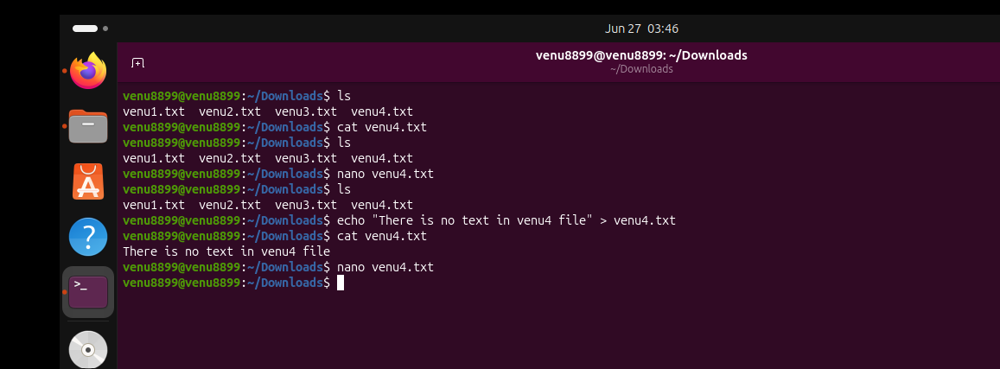 Jun 27 03:46
venu8899@venu8899: ~/Downloads
~/Downloads
venu8899@venu8899:~/Downloads$ ls
venu1.txt  venu2.txt  venu3.txt  venu4.txt
venu8899@venu8899:~/Downloads$ cat venu4.txt
venu8899@venu8899:~/Downloads$ ls
venu1.txt  venu2.txt  venu3.txt  venu4.txt
venu8899@venu8899:~/Downloads$ nano venu4.txt
venu8899@venu8899:~/Downloads$ ls
venu1.txt  venu2.txt  venu3.txt  venu4.txt
venu8899@venu8899:~/Downloads$ echo "There is no text in venu4 file" > venu4.txt
venu8899@venu8899:~/Downloads$ cat venu4.txt
There is no text in venu4 file
venu8899@venu8899:~/Downloads$ nano venu4.txt
venu8899@venu8899:~/Downloads$